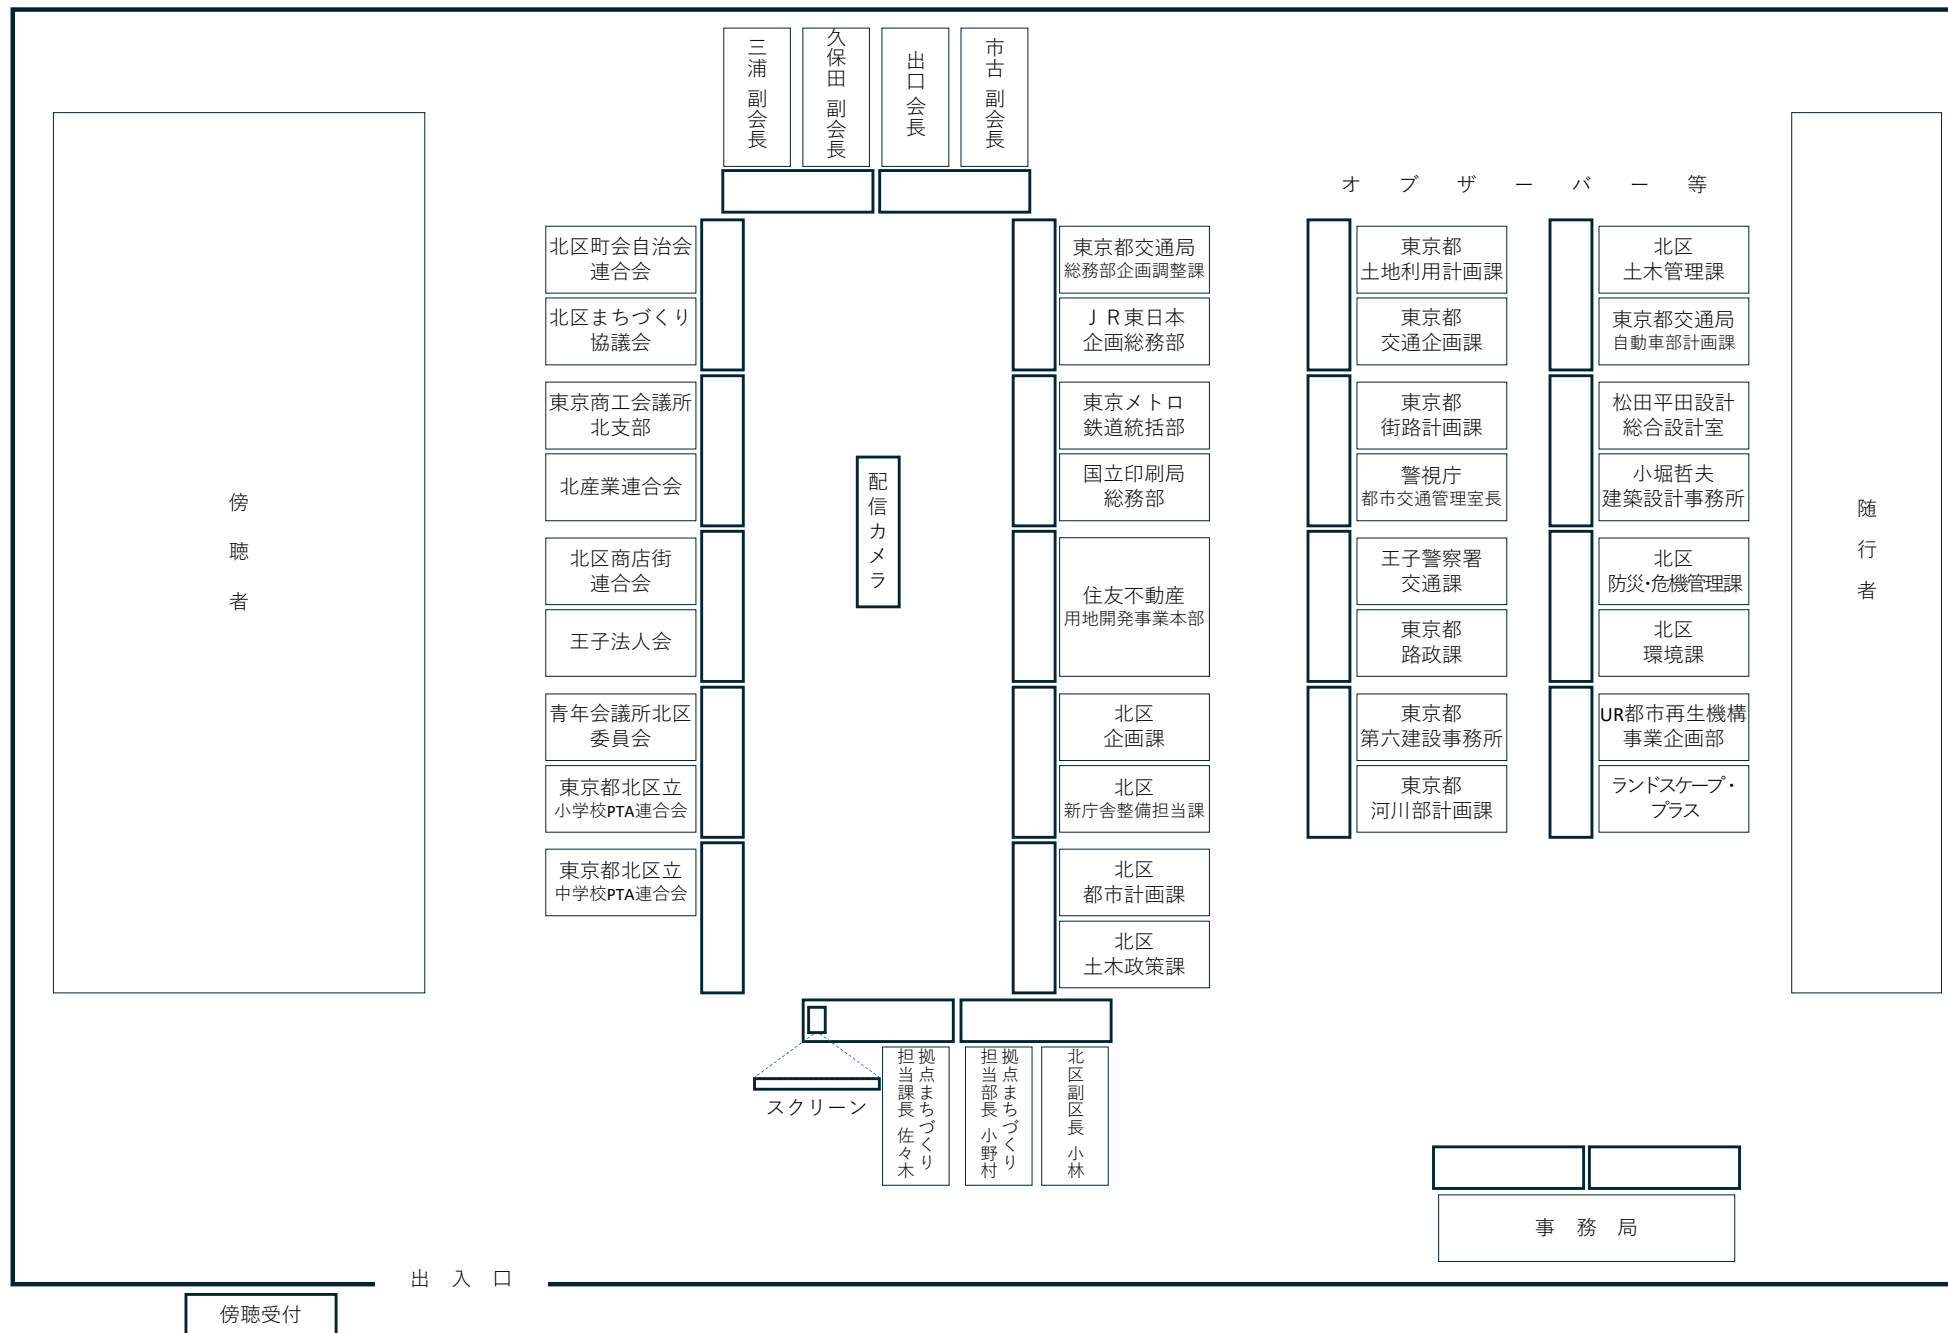 三浦 副会長
久保田 副会長
出口 会長
市古 副会長
オブザーバー等
北区町会自治会
連合会
北区まちづくり
協議会
東京商工会議所
北支部
北産業連合会
北区商店街
連合会
王子法人会
青年会議所北区
委員会
東京都北区立
小学校PTA連合会
東京都北区立
中学校PTA連合会
傍聴者
配信カメラ
東京都交通局
総務部企画調整課
ＪＲ東日本
企画総務部
東京メトロ
鉄道統括部
国立印刷局
総務部
住友不動産
用地開発事業本部
北区
企画課
北区
新庁舎整備担当課
北区
都市計画課
北区
土木政策課
東京都
土地利用計画課
東京都
交通企画課
東京都
街路計画課
警視庁
都市交通管理室長
王子警察署
交通課
東京都
路政課
東京都
第六建設事務所
東京都
河川部計画課
北区
土木管理課
東京都交通局
自動車部計画課
松田平田設計
総合設計室
小堀哲夫
建築設計事務所
北区
防災・危機管理課
北区
環境課
UR都市再生機構
事業企画部
ランドスケープ・
プラス
随行者
スクリーン
拠点まちづくり
担当課長 佐々木
拠点まちづくり
担当部長 小野村
北区副区長 小林
事務局
出入口
傍聴受付